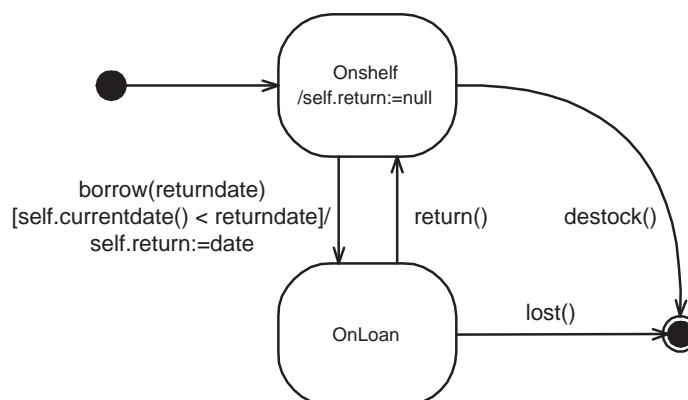 Onshelf
/self.return:=null
borrow(returndate)
[self.currentdate() < returndate]/
self.return:=date
return()
destock()
lost()
OnLoan